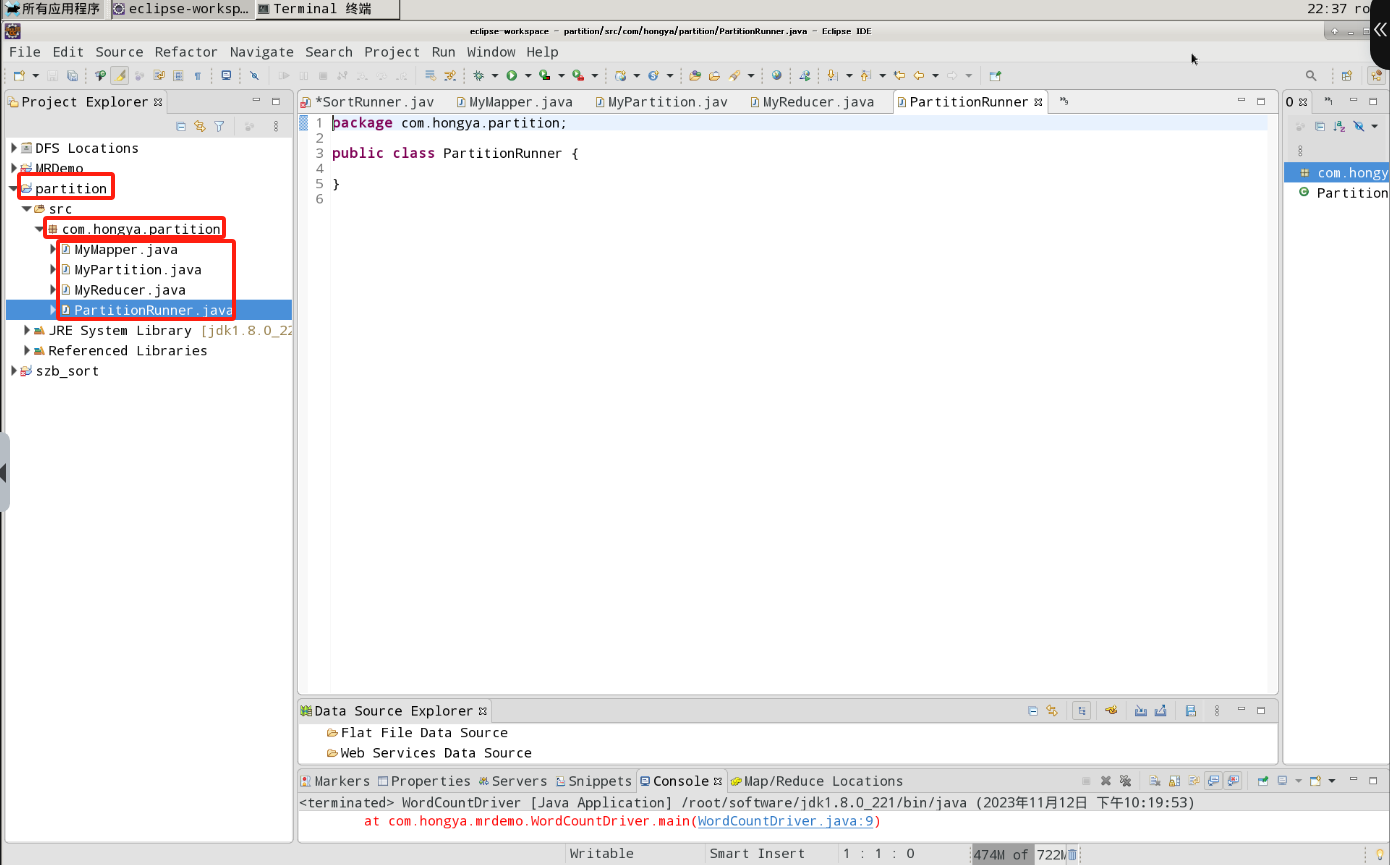 所有应用程序 eclipse-worksp... Terminal 终端 22:37 ro
eclipse-workspace - partition/src/com/hongya/partition/PartitionRunner.java - Eclipse IDE
File Edit Source Refactor Navigate Search Project Run Window Help
Project Explorer
*SortRunner.jav MyMapper.java MyPartition.jav MyReducer.java PartitionRunner
DFS Locations
MRDemo
partition
src
com.hongya.partition
MyMapper.java
MyPartition.java
MyReducer.java
PartitionRunner.java
JRE System Library [jdk1.8.0_22
Referenced Libraries
szb_sort
1 package com.hongya.partition;
2
3 public class PartitionRunner {
4
5 }
6
O
com.hongy
Partition
Data Source Explorer
Flat File Data Source
Web Services Data Source
Markers Properties Servers Snippets Console Map/Reduce Locations
<terminated> WordCountDriver [Java Application] /root/software/jdk1.8.0_221/bin/java (2023年11月12日 下午10:19:53)
at com.hongya.mrdemo.WordCountDriver.main(WordCountDriver.java:9)
Writable Smart Insert 1 : 1 : 0 474M of 722M